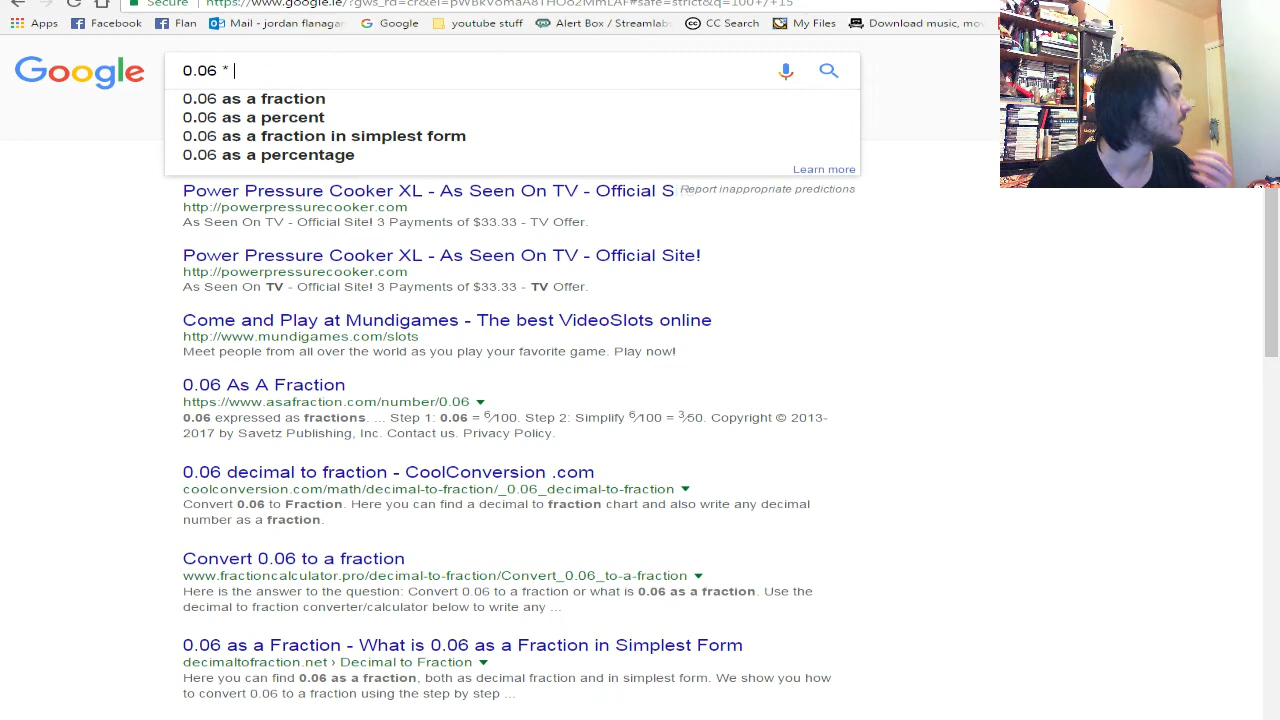 Secure https://www.google.ie/?gws_rd=cr&ei=pWBkVomaA8THOo2MmLAF#safe=strict&q=100+/+15
Apps Facebook Flan Mail - jordan flanagan Google youtube stuff Alert Box / Streamlabs Search My Files Download music, mov
Google
0.06 *
0.06 as a fraction
0.06 as a percent
0.06 as a fraction in simplest form
0.06 as a percentage
Learn more
Power Pressure Cooker XL - As Seen On TV - Official S
Report inappropriate predictions
http://powerpressurecooker.com
As Seen On TV - Official Site! 3 Payments of $33.33 - TV Offer.
Power Pressure Cooker XL - As Seen On TV - Official Site!
http://powerpressurecooker.com
As Seen On TV - Official Site! 3 Payments of $33.33 - TV Offer.
Come and Play at Mundigames - The best VideoSlots online
http://www.mundigames.com/slots
Meet people from all over the world as you play your favorite game. Play now!
0.06 As A Fraction
https://www.asafraction.com/number/0.06
0.06 expressed as fractions. ... Step 1: 0.06 = 6/100. Step 2: Simplify 6/100 = 3/50. Copyright © 2013-
2017 by Savetz Publishing, Inc. Contact us. Privacy Policy.
0.06 decimal to fraction - CoolConversion .com
coolconversion.com/math/decimal-to-fraction/_0.06_decimal-to-fraction
Convert 0.06 to Fraction. Here you can find a decimal to fraction chart and also write any decimal
number as a fraction.
Convert 0.06 to a fraction
www.fractioncalculator.pro/decimal-to-fraction/Convert_0.06_to-a-fraction
Here is the answer to the question: Convert 0.06 to a fraction or what is 0.06 as a fraction. Use the
decimal to fraction converter/calculator below to write any ...
0.06 as a Fraction - What is 0.06 as a Fraction in Simplest Form
decimaltofraction.net › Decimal to Fraction
Here you can find 0.06 as a fraction, both as decimal fraction and in simplest form. We show you how
to convert 0.06 to a fraction using the step by step ...